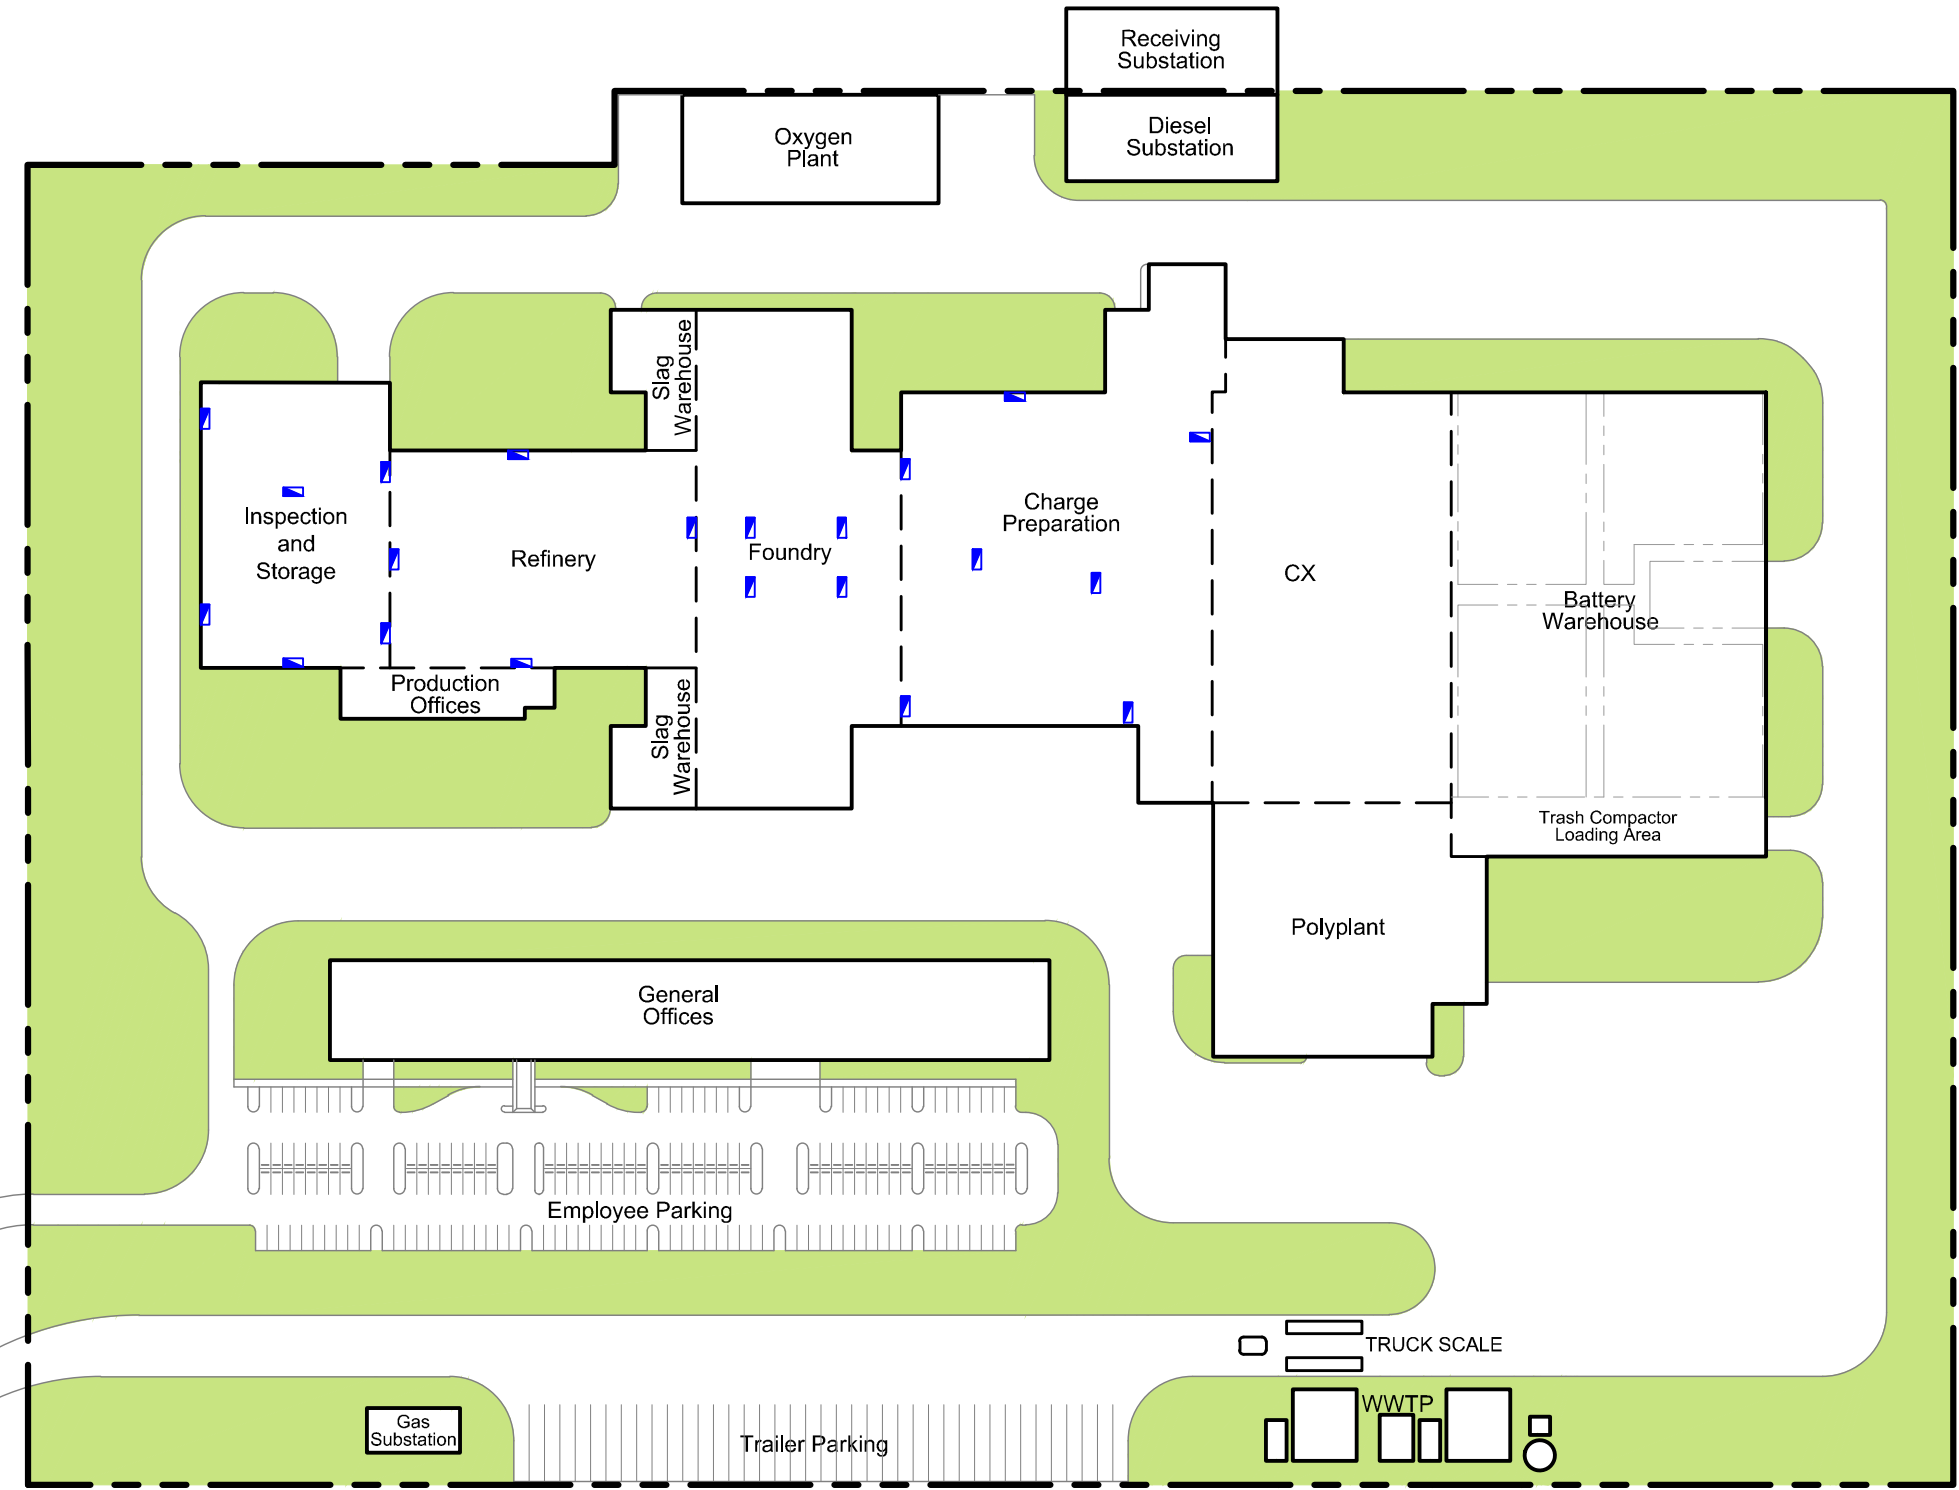 Receiving
Substation
Oxygen
Plant
Diesel
Substation
Slag
Warehouse
Inspection
and
Storage
Refinery
Foundry
Charge
Preparation
CX
Battery
Warehouse
Production
Offices
Slag
Warehouse
Trash Compactor
Loading Area
Polyplant
General
Offices
Employee Parking
TRUCK SCALE
WWTP
Gas
Substation
Trailer Parking